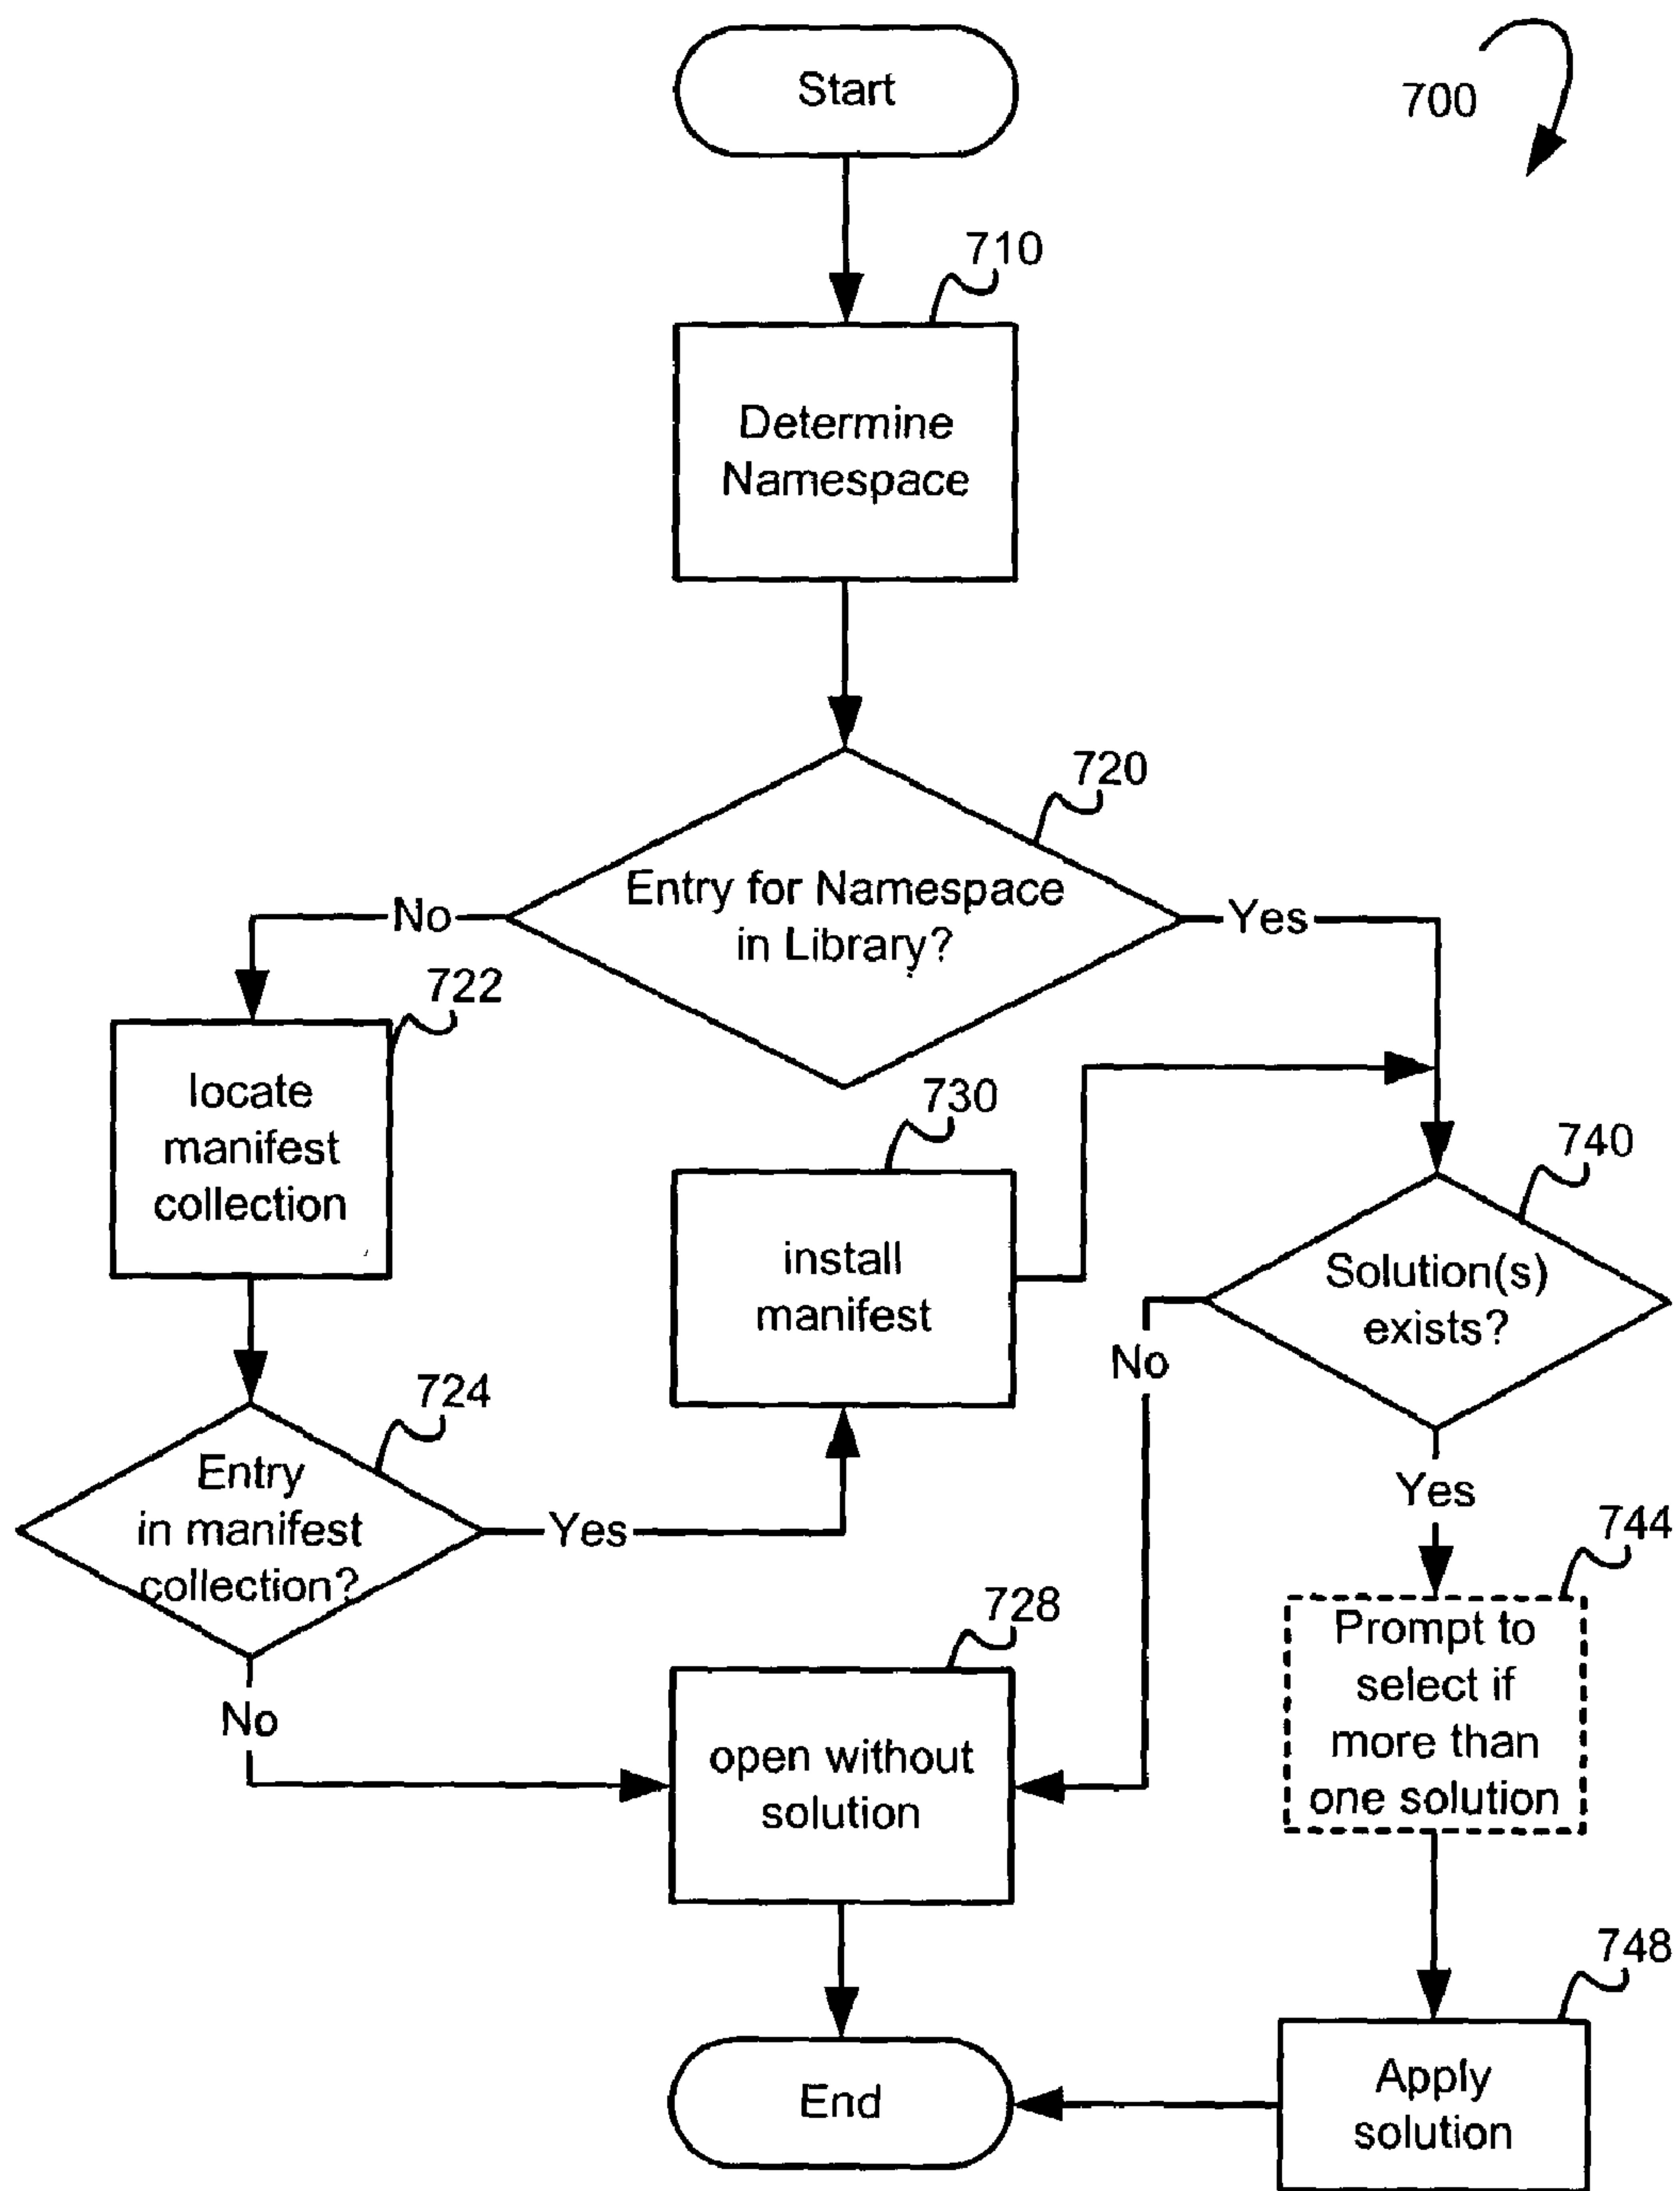 Start
700
710
Determine
Namespace
720
Entry for Namespace
in Library?
No
Yes
722
locate
manifest
collection
730
install
manifest
740
Solution(s)
exists?
No
724
Entry
in manifest
collection?
Yes
Yes
744
Prompt to
select if
more than
one solution
728
open without
solution
No
748
Apply
solution
End